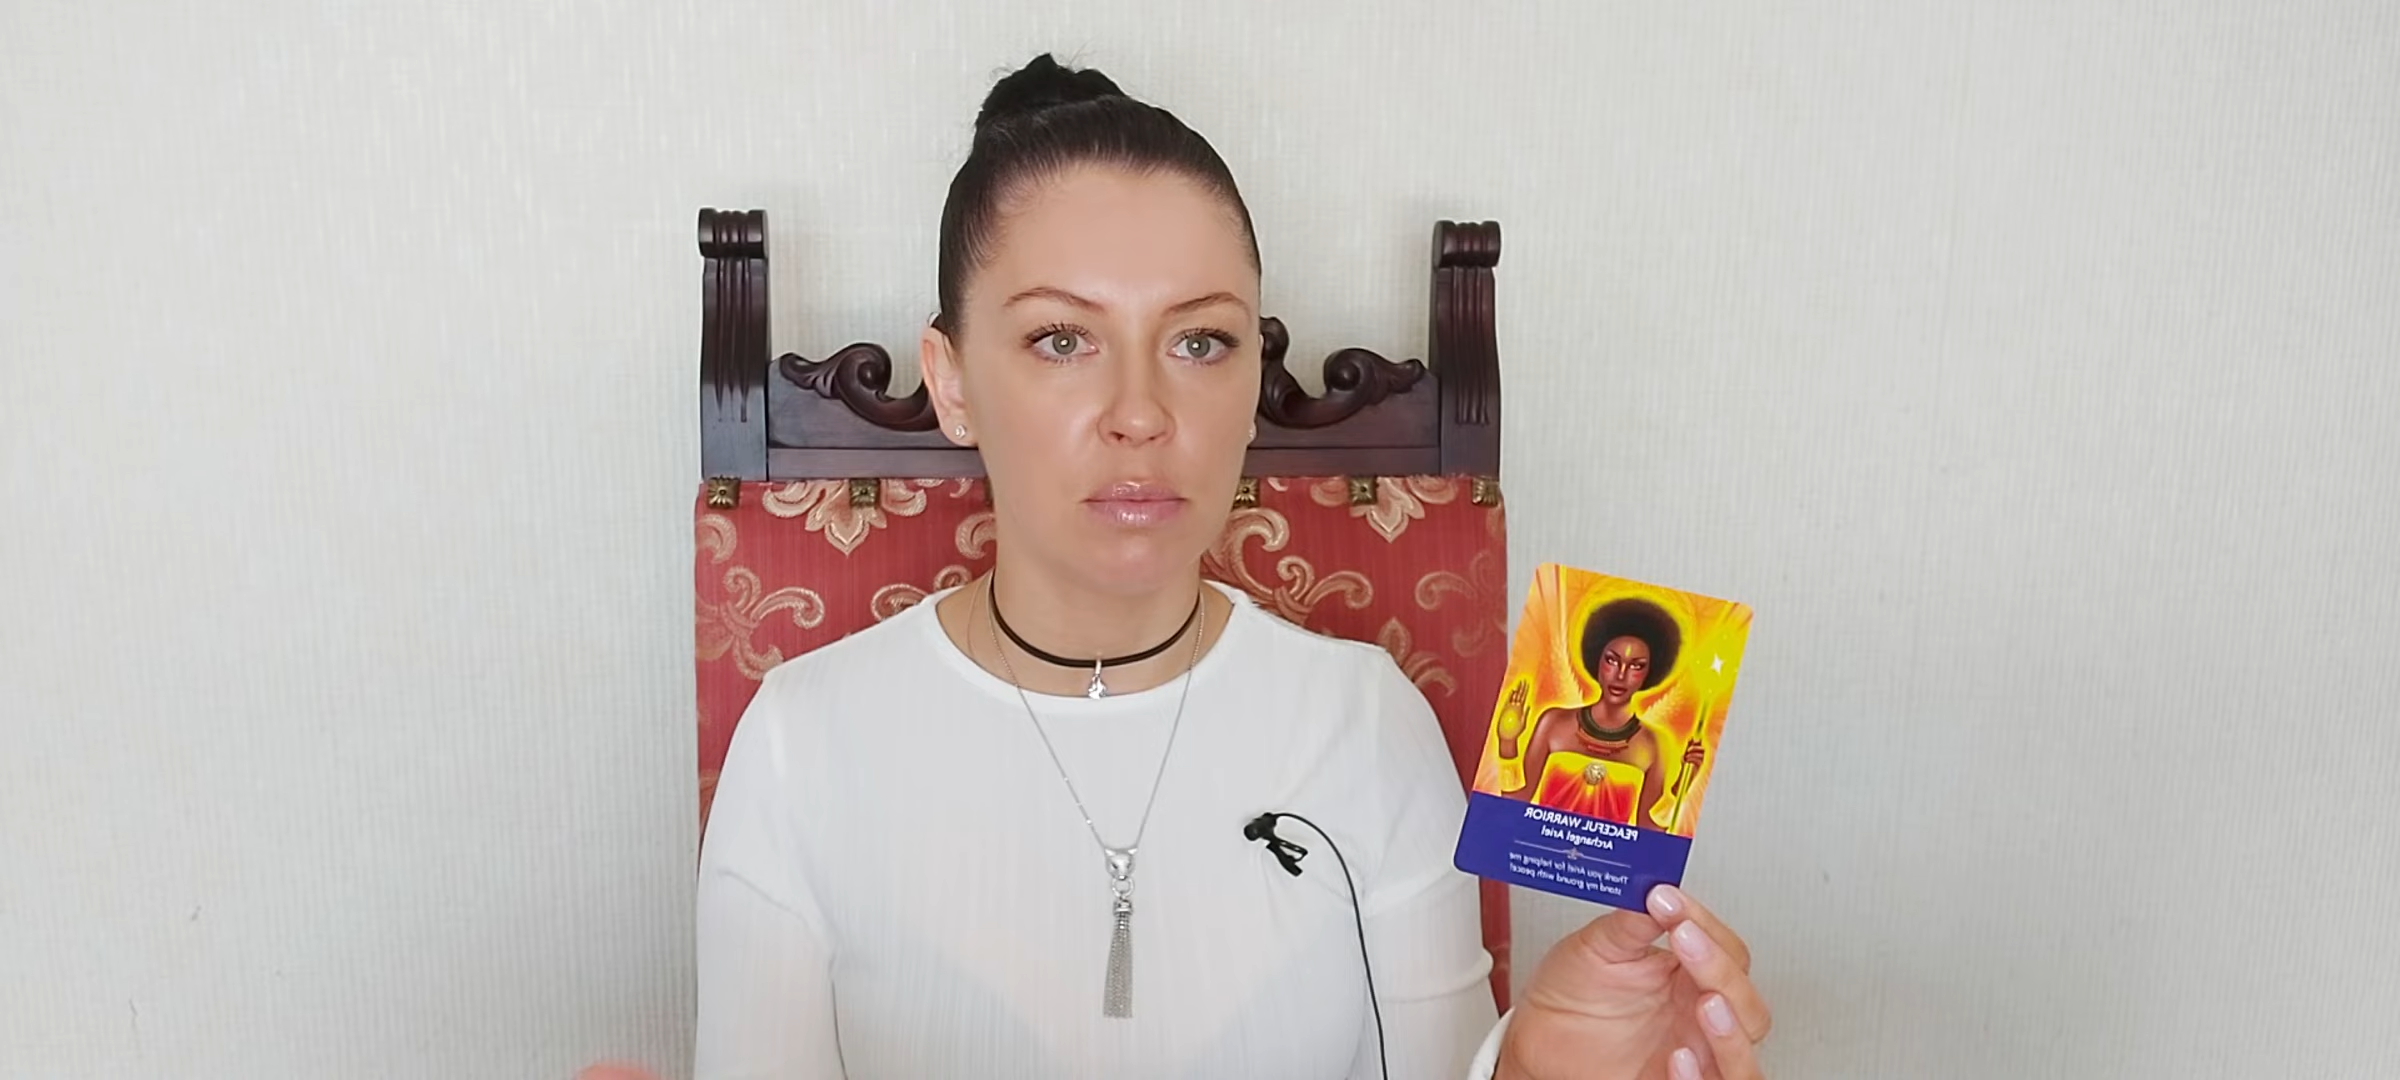 PEACEFUL WARRIOR
Archangel Ariel
Thank you Ariel for helping me
stand my ground with peace!